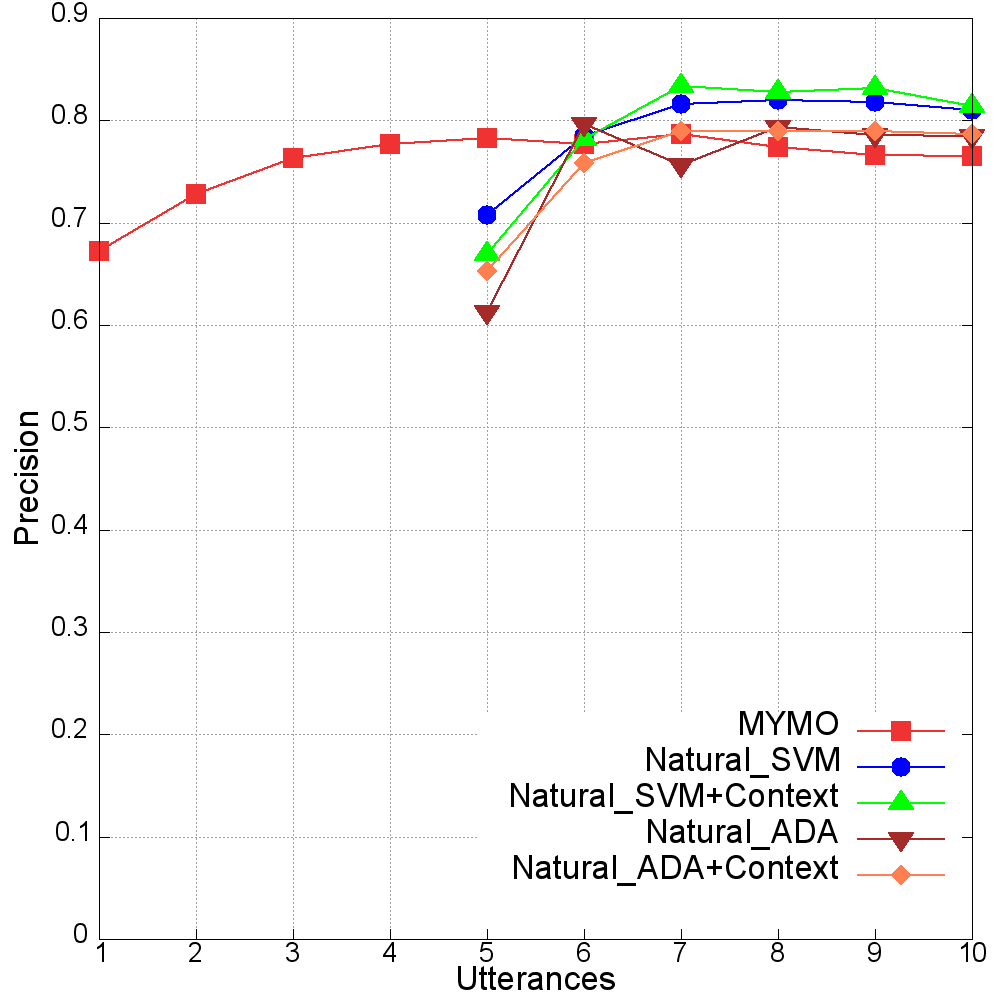 0.9
0.8
0.7
0.6
0.5
0.4
0.3
0.2
0.1
0
Precision
1 2 3 4 5 6 7 8 9 10
Utterances
MYMO
Natural_SVM
Natural_SVM+Context
Natural_ADA
Natural_ADA+Context